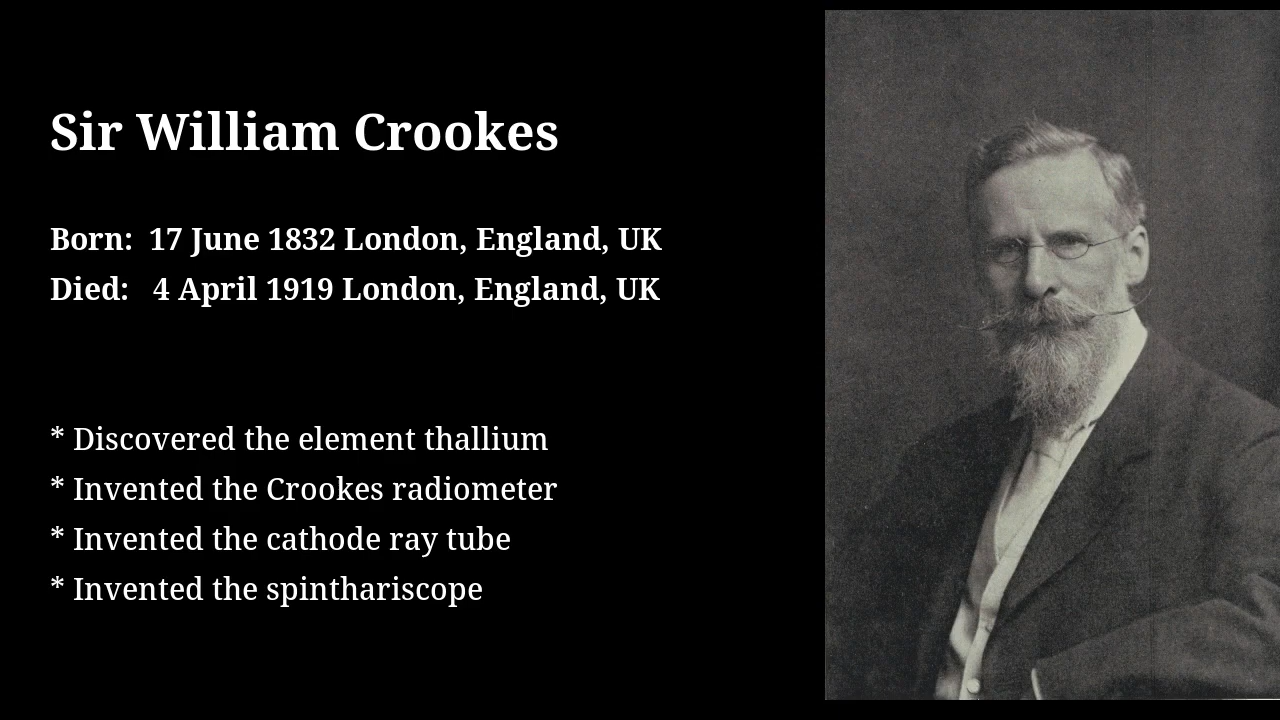 Sir William Crookes
Born:  17 June 1832 London, England, UK
Died:   4 April 1919 London, England, UK
* Discovered the element thallium
* Invented the Crookes radiometer
* Invented the cathode ray tube
* Invented the spinthariscope